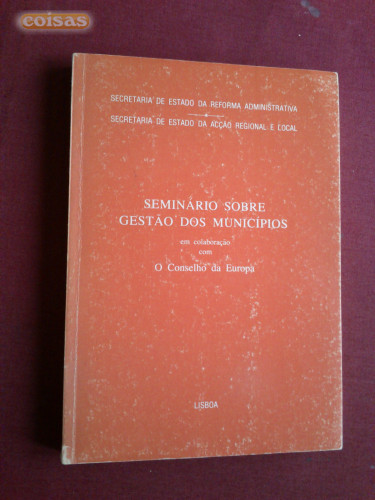 coisas
SECRETARIA DE ESTADO DA REFORMA ADMINISTRATIVA
SECRETARIA DE ESTADO DA ACÇÃO REGIONAL E LOCAL
SEMINÁRIO SOBRE
GESTÃO DOS MUNICÍPIOS
em colaboração
com
O Conselho da Europa
LISBOA